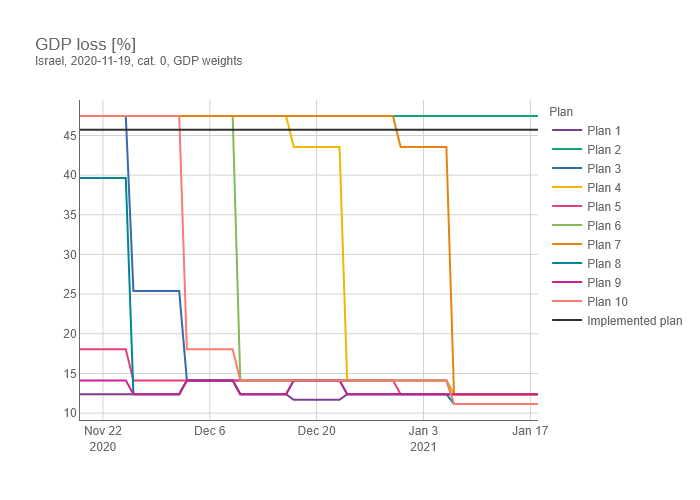 GDP loss [%]
Israel, 2020-11-19, cat. 0, GDP weights
Plan
Plan 1
Plan 2
Plan 3
Plan 4
Plan 5
Plan 6
Plan 7
Plan 8
Plan 9
Plan 10
Implemented plan
45
40
35
30
25
20
15
10
Nov 22
2020
Dec 6
Dec 20
Jan 3
2021
Jan 17